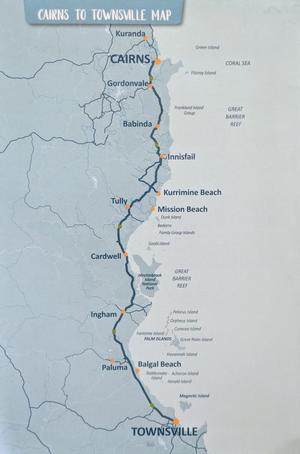 CAIRNS TO TOWNSVILLE MAP
Kuranda
Green Island
CAIRNS
CORAL SEA
Fitzroy Island
Gordonvale
Frankland Island
Group
GREAT
BARRIER
REEF
Babinda
Innisfail
Kurrimine Beach
Tully
Mission Beach
Dunk Island
Bedarra
Family Group Islands
Goold Island
Cardwell
Hinchinbrook
Island
National
Park
GREAT
BARRIER
REEF
Ingham
Pelorus Island
Orpheus Island
Curacoa Island
Fantome Island
PALM ISLANDS
Great Palm Island
Havannah Island
Paluma
Balgal Beach
Acheron Island
Island
Herald Island
Magnetic Island
TOWNSVILLE